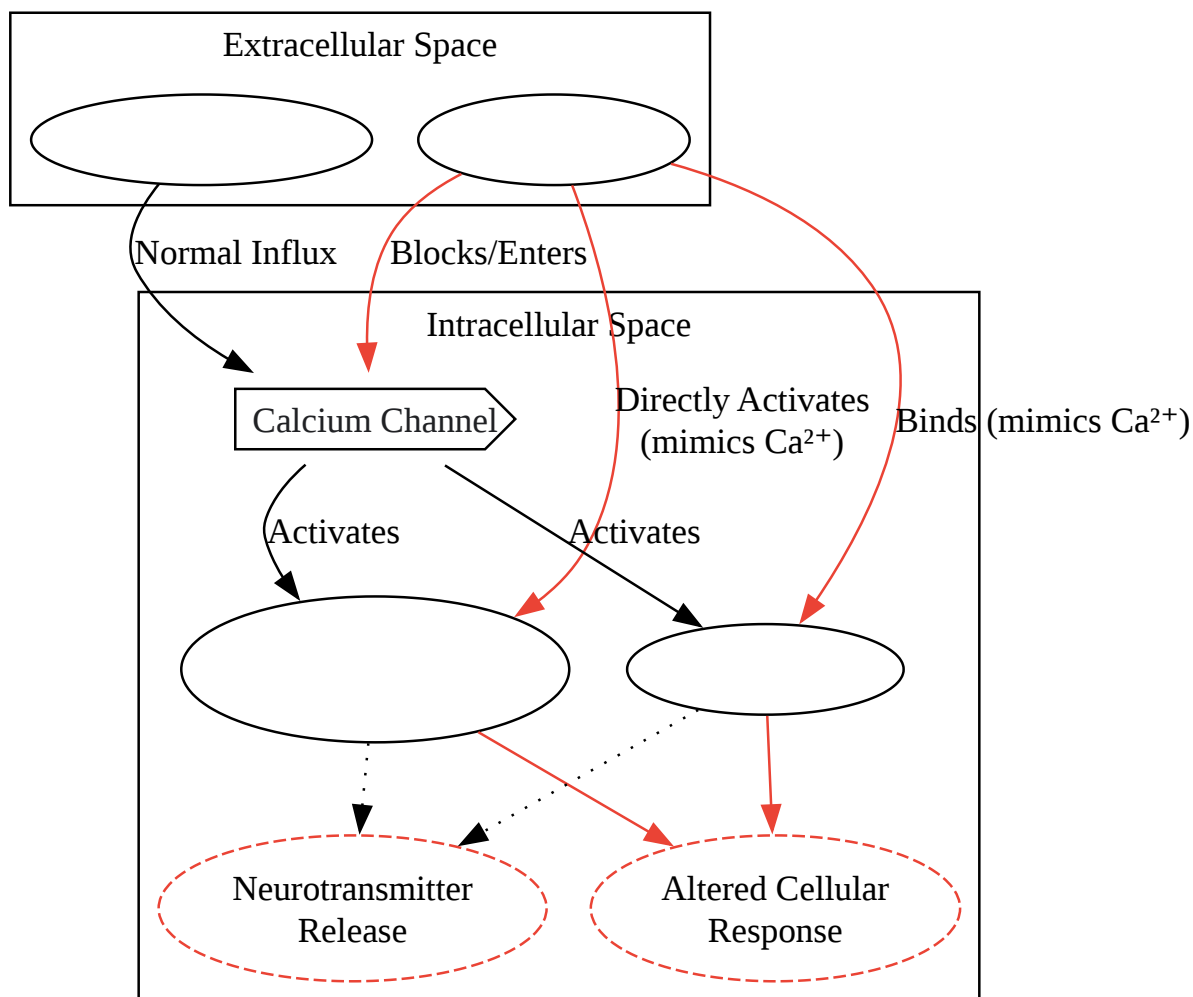 Extracellular Space
Normal Influx
Blocks/Enters
Intracellular Space
Directly Activates
(mimics Ca²⁺)
Binds (mimics Ca²⁺)
Calcium Channel
Activates
Activates
Neurotransmitter
Release
Altered Cellular
Response